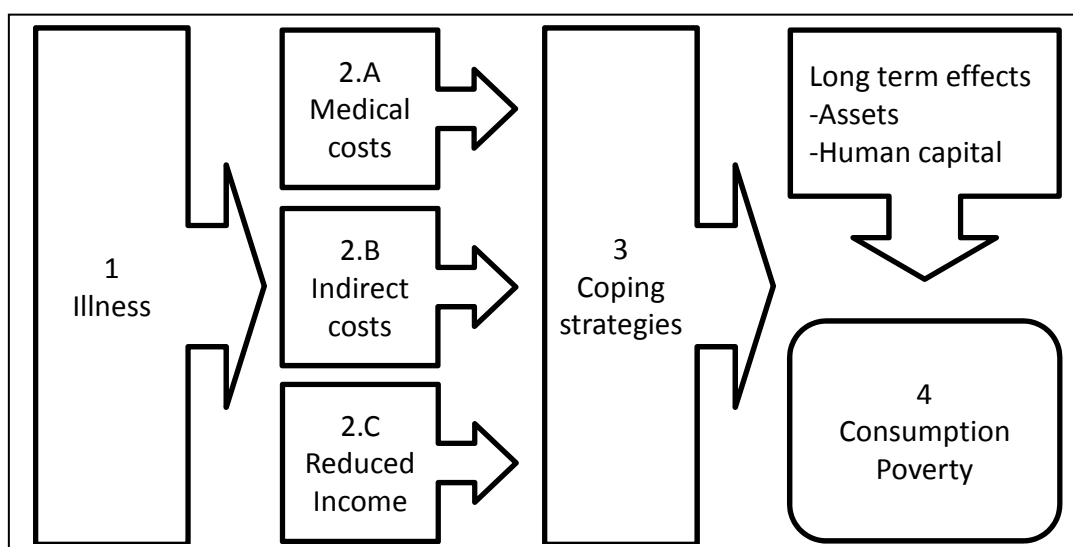 1
Illness
2.A
Medical
costs
2.B
Indirect
costs
2.C
Reduced
Income
3
Coping
strategies
Long term effects
-Assets
-Human capital
4
Consumption
Poverty